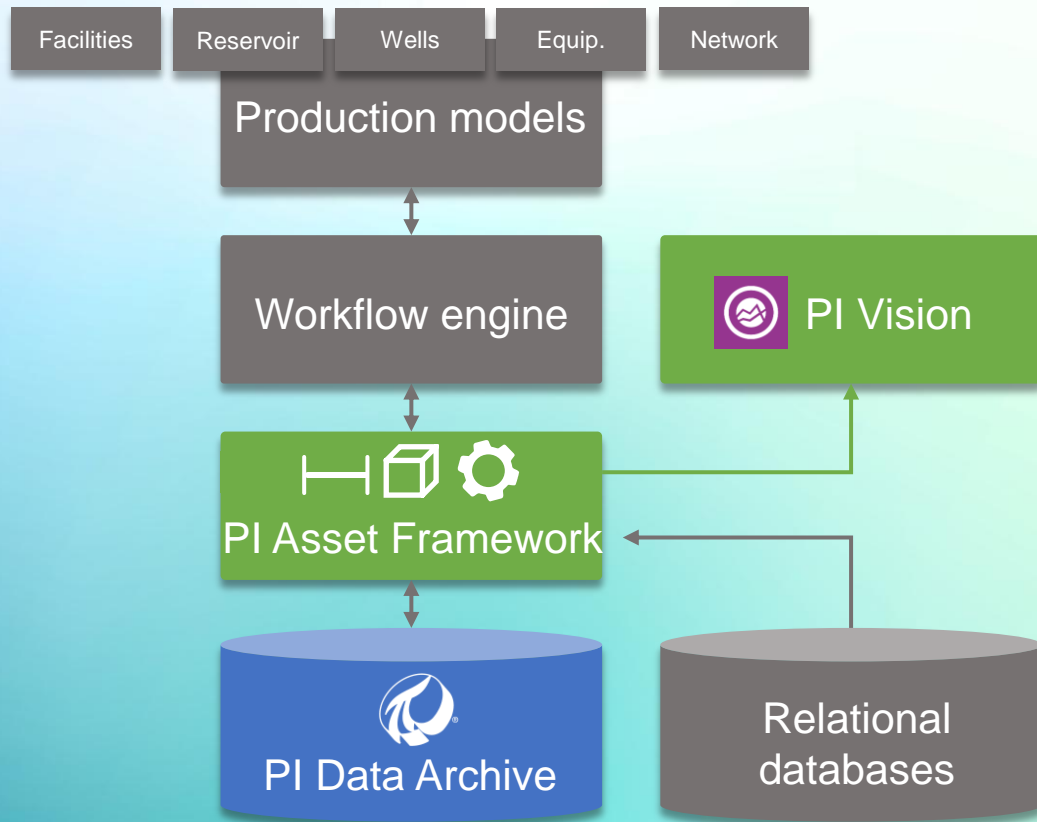 Facilities
Reservoir
Wells
Equip.
Network
Production models
Workflow engine
PI Vision
PI Asset Framework
®
PI Data Archive
Relational
databases